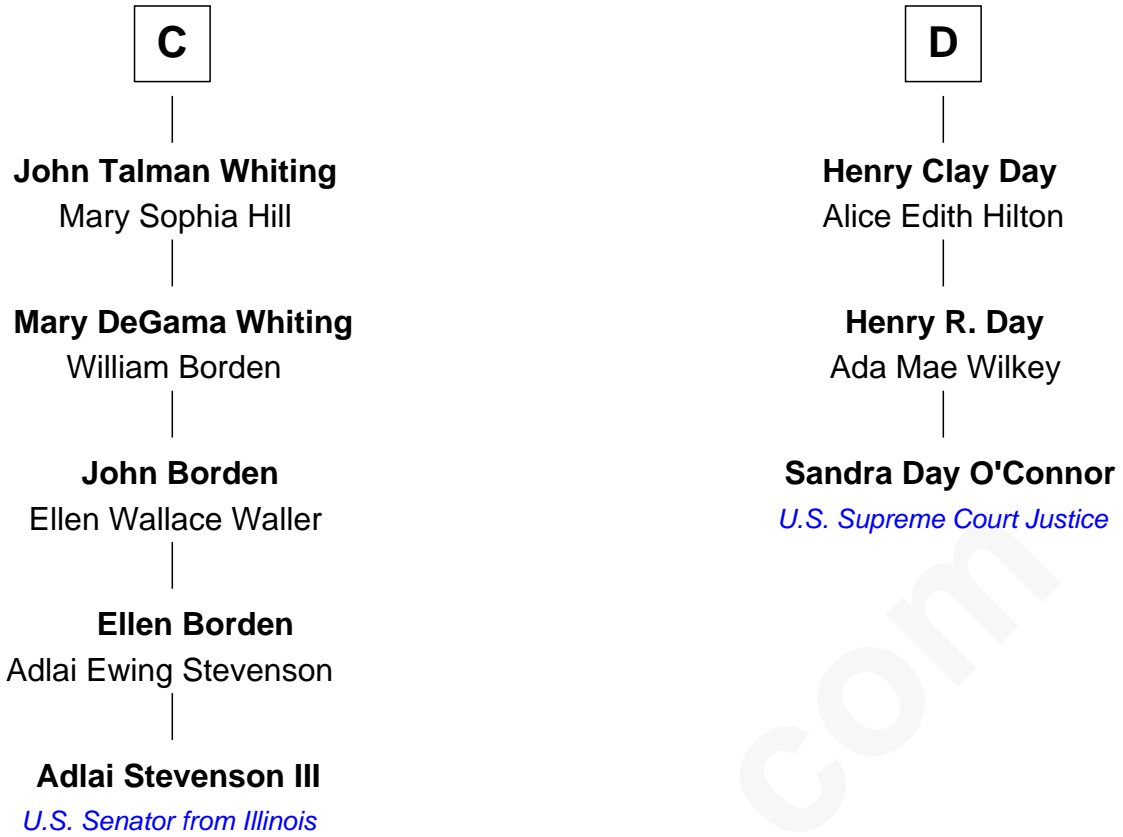 C
John Talman Whiting
Mary Sophia Hill
Mary DeGama Whiting
William Borden
John Borden
Ellen Wallace Waller
Ellen Borden
Adlai Ewing Stevenson
Adlai Stevenson III
U.S. Senator from Illinois
D
Henry Clay Day
Alice Edith Hilton
Henry R. Day
Ada Mae Wilkey
Sandra Day O'Connor
U.S. Supreme Court Justice
com